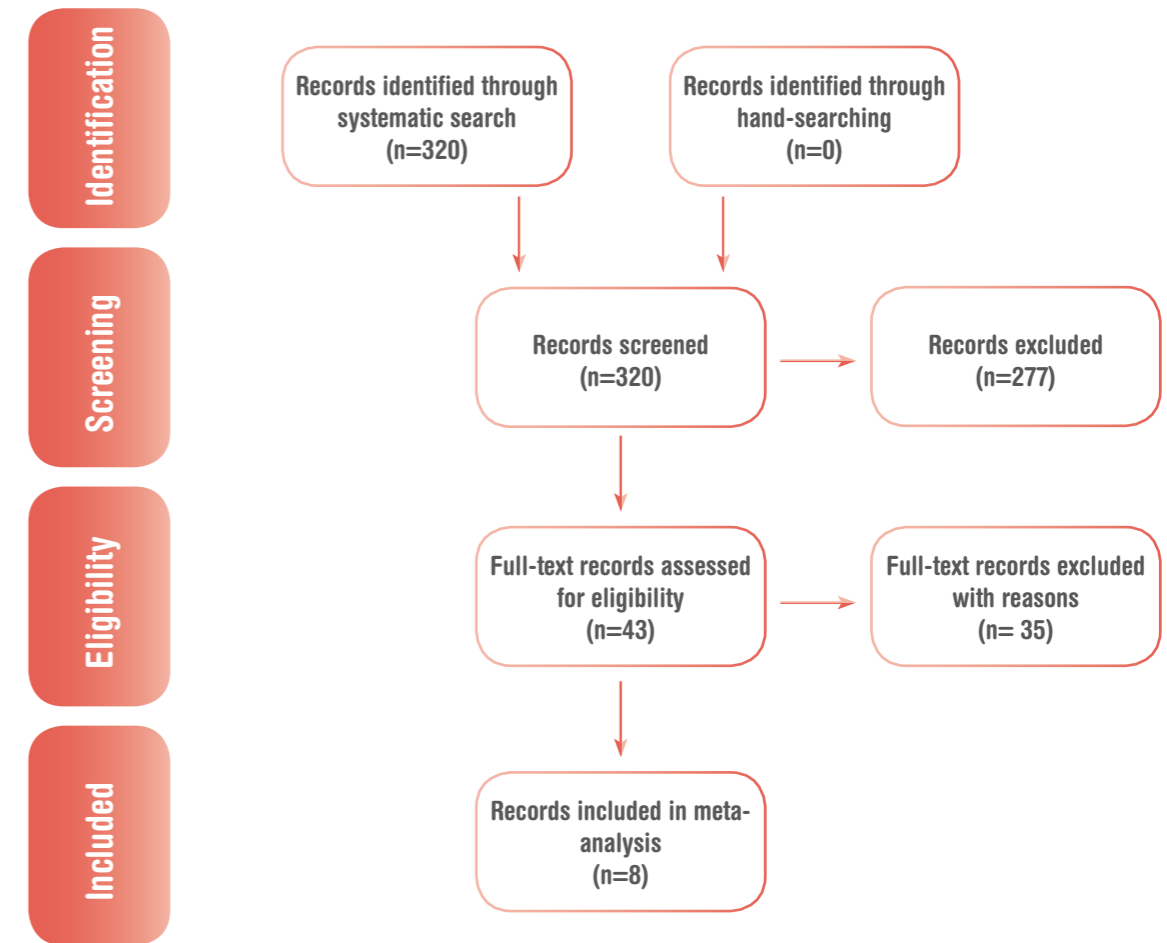 Identification
Records identified through
systematic search
(n=320)
Records identified through
hand-searching
(n=0)
Screening
Records screened
(n=320)
Records excluded
(n=277)
Eligibility
Full-text records assessed
for eligibility
(n=43)
Full-text records excluded
with reasons
(n= 35)
Included
Records included in meta-
analysis
(n=8)